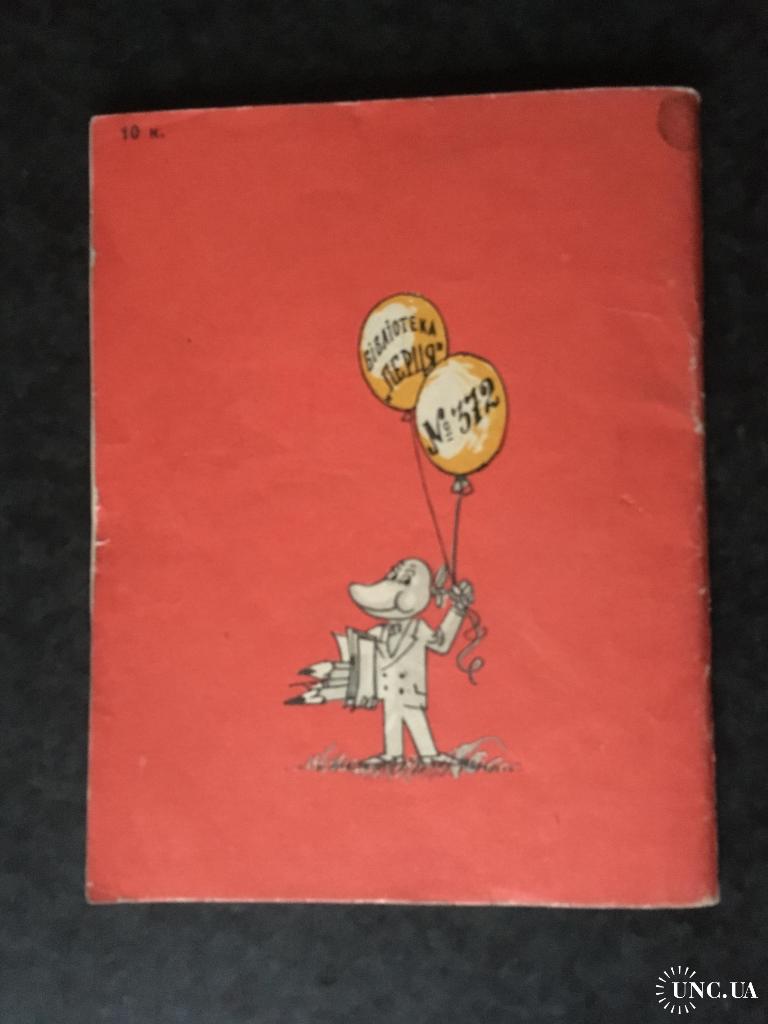 10 к.
БІБЛІОТЕКА
„ПЕРЦЯ"
№ 372
UNC.UA